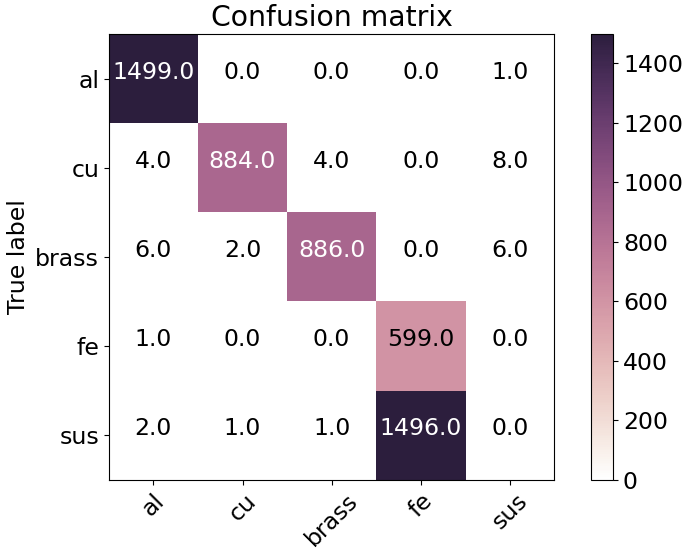 Confusion matrix
True label
al 1499.0 0.0 0.0 0.0 1.0
cu 4.0 884.0 4.0 0.0 8.0
brass 6.0 2.0 886.0 0.0 6.0
fe 1.0 0.0 0.0 599.0 0.0
sus 2.0 1.0 1.0 1496.0 0.0
al cu brass fe sus
1400
1200
1000
800
600
400
200
0